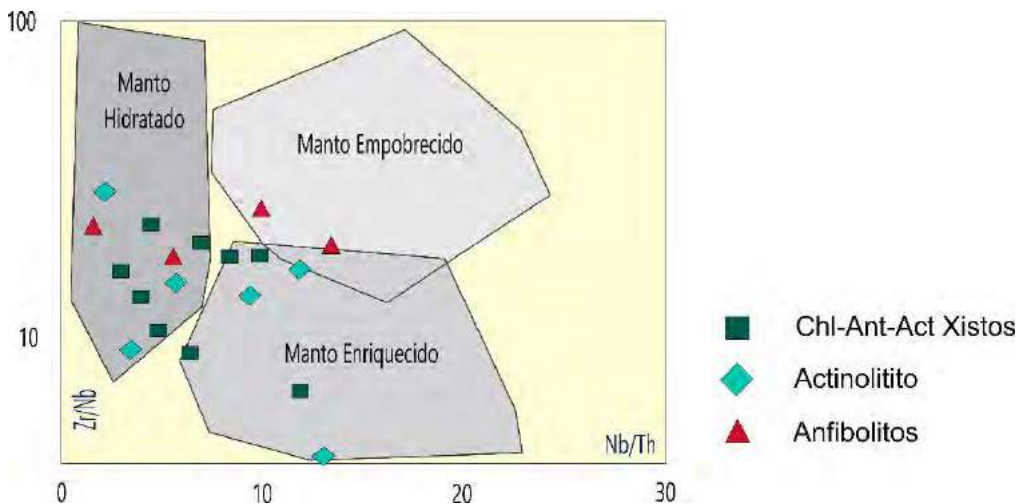 100
Manto
Hidratado
Manto Empobrecido
10
Manto Enriquecido
Zr/Nb
Nb/Th
0
10
20
30
Chl-Ant-Act Xistos
Actinolitito
Anfibolitos